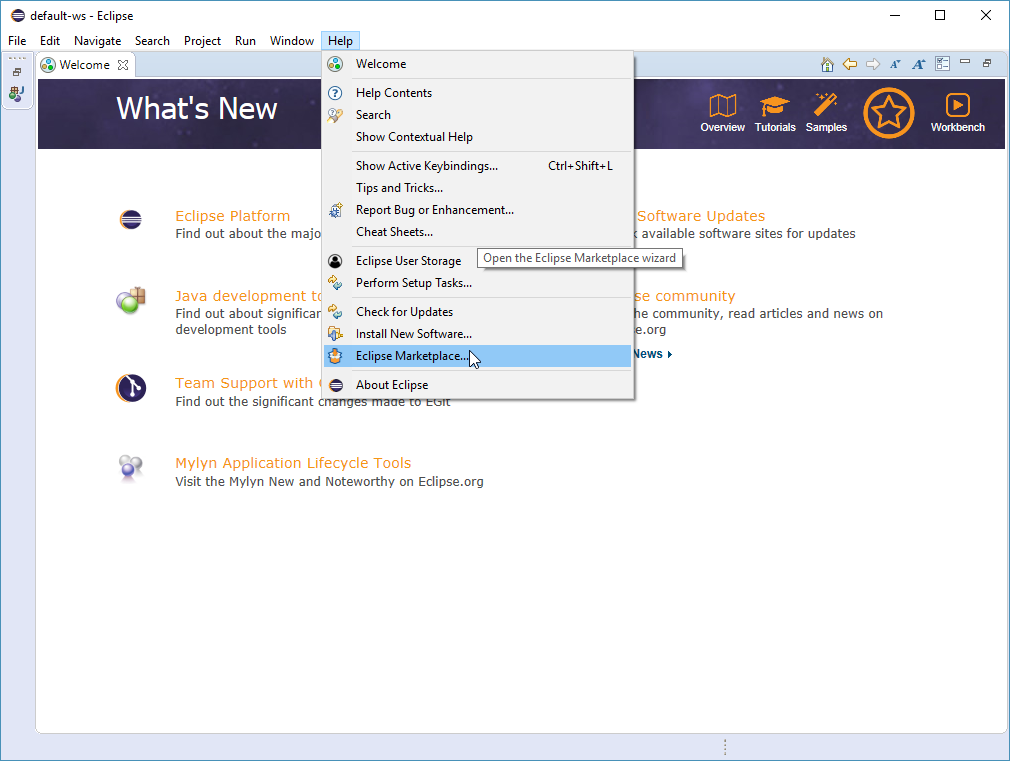 default-ws - Eclipse
File Edit Navigate Search Project Run Window Help
Welcome
What's New
Overview Tutorials Samples Workbench
Welcome
Help Contents
Search
Show Contextual Help
Show Active Keybindings... Ctrl+Shift+L
Tips and Tricks...
Report Bug or Enhancement...
Cheat Sheets...
Eclipse User Storage
Open the Eclipse Marketplace wizard
Perform Setup Tasks...
Check for Updates
Install New Software...
Eclipse Marketplace...
About Eclipse
Eclipse Platform
Find out about the majo
Java development to
Find out about significar
development tools
Team Support with
Find out the significant changes made to EGit
Mylyn Application Lifecycle Tools
Visit the Mylyn New and Noteworthy on Eclipse.org
Software Updates
available software sites for updates
se community
he community, read articles and news on
e.org
News